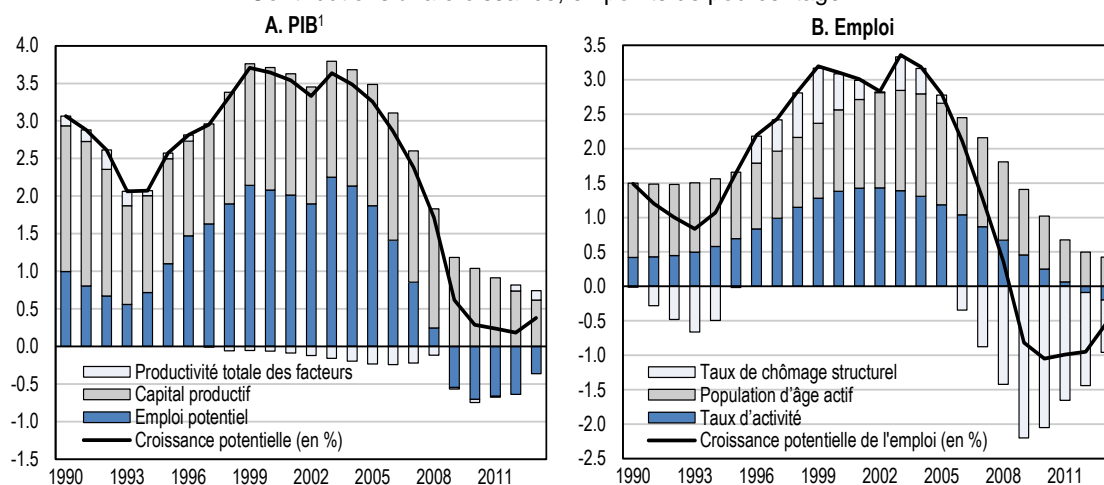 Contributions à la croissance, en points de pourcentage
A. PIB¹
4.0
3.5
3.0
2.5
2.0
1.5
1.0
0.5
0.0
-0.5
-1.0
-1.5
Productivité totale des facteurs
Capital productif
Emploi potentiel
Croissance potentielle (en %)
1990 1993 1996 1999 2002 2005 2008 2011
B. Emploi
3.5
3.0
2.5
2.0
1.5
1.0
0.5
0.0
-0.5
-1.0
-1.5
-2.0
-2.5
Taux de chômage structurel
Population d'âge actif
Taux d'activité
Croissance potentielle de l'emploi (en %)
1990 1993 1996 1999 2002 2005 2008 2011